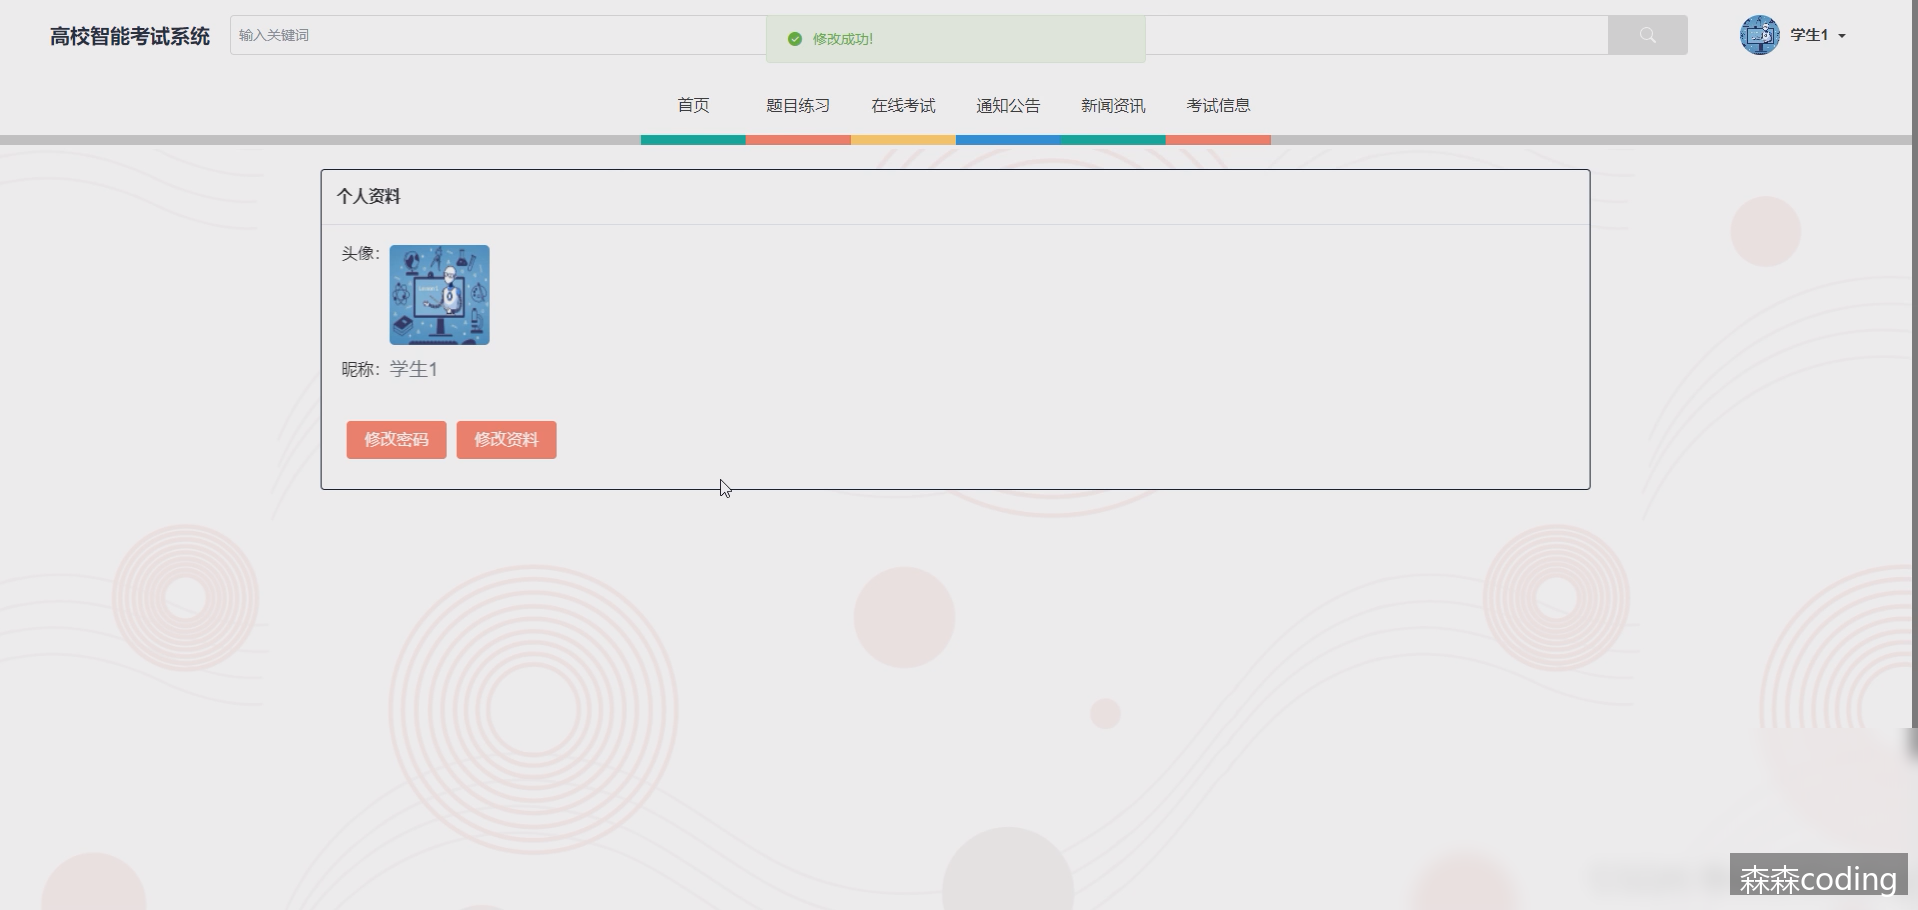 高校智能考试系统
输入关键词
修改成功!
学生1
首页
题目练习
在线考试
通知公告
新闻资讯
考试信息
个人资料
头像：
昵称：学生1
修改密码
修改资料
森森coding